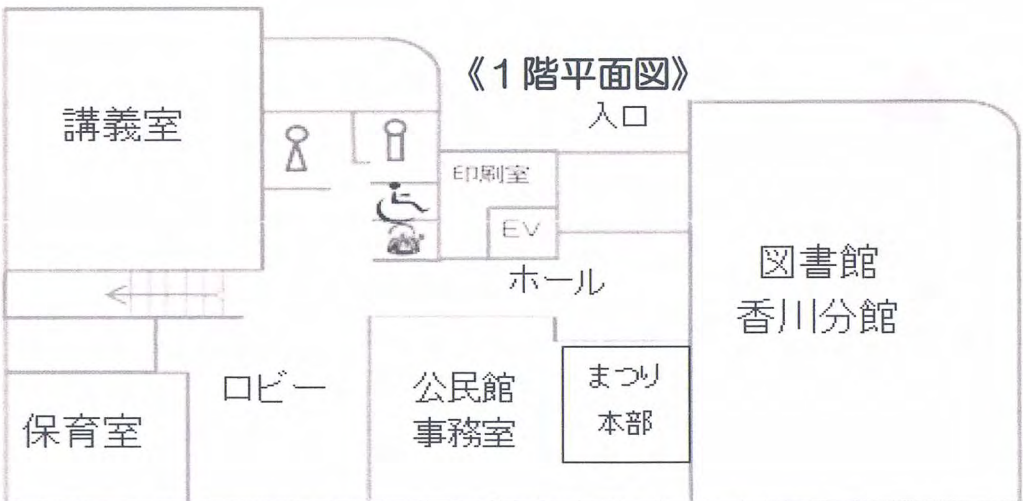 《１階平面図》
入口
講義室
印刷室
EV
ホール
図書館
香川分館
ロビー
公民館
事務室
まつり
本部
保育室